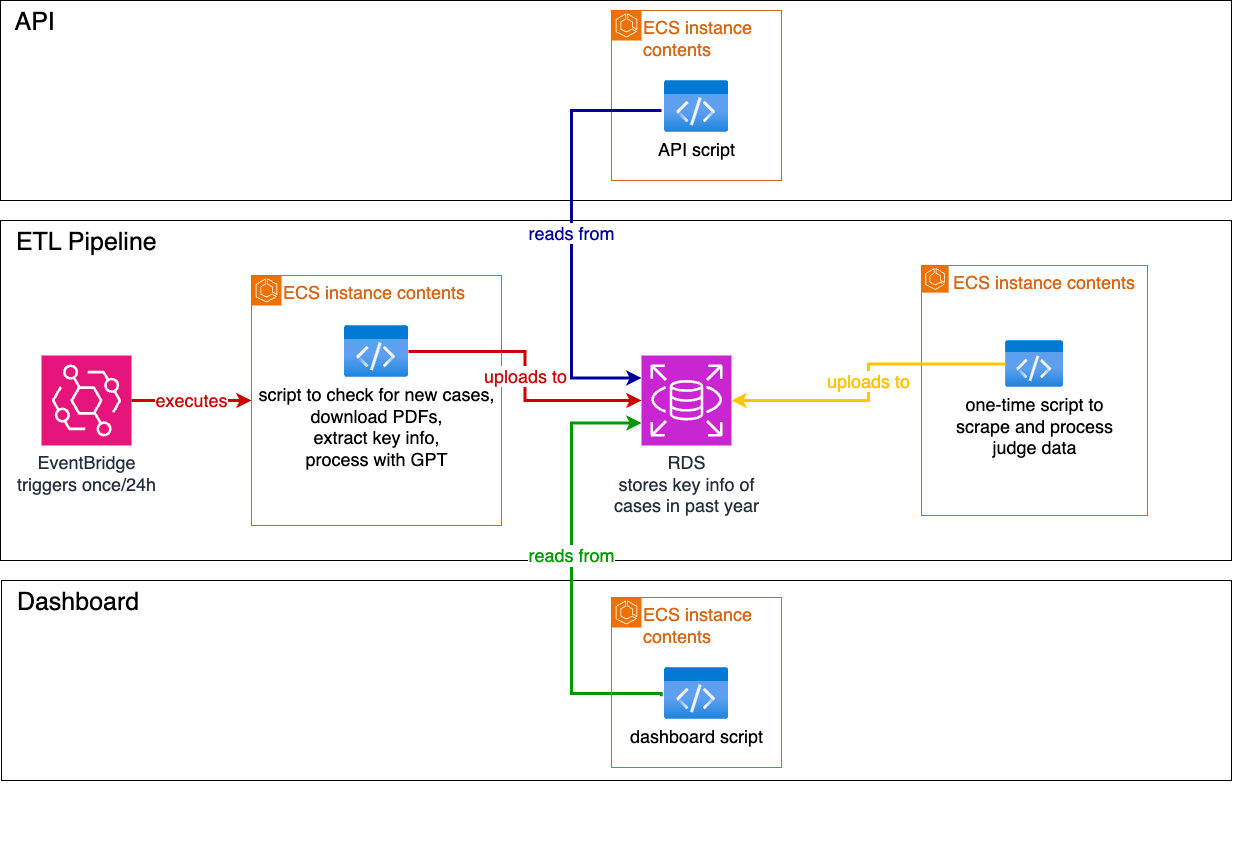 API
ECS instance
contents
API script
reads from
ETL Pipeline
ECS instance contents
script to check for new cases,
download PDFs,
extract key info,
process with GPT
executes
EventBridge
triggers once/24h
uploads to
RDS
stores key info of
cases in past year
uploads to
ECS instance contents
one-time script to
scrape and process
judge data
reads from
Dashboard
ECS instance
contents
dashboard script